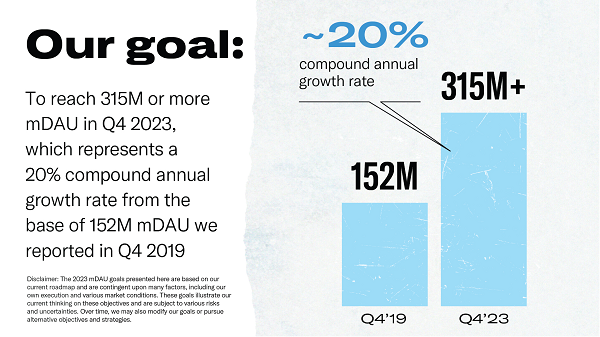 Our goal:
To reach 315M or more
mDAU in Q4 2023,
which represents a
20% compound annual
growth rate from the
base of 152M mDAU we
reported in Q4 2019
Disclaimer: The 2023 mDAU goals presented here are based on our
current roadmap and are contingent upon many factors, including our
own execution and various market conditions. These goals illustrate our
current thinking on these objectives and are subject to various risks
and uncertainties. Over time, we may also modify our goals or pursue
alternative objectives and strategies.
~20%
compound annual
growth rate
315M+
152M
Q4'19
Q4'23